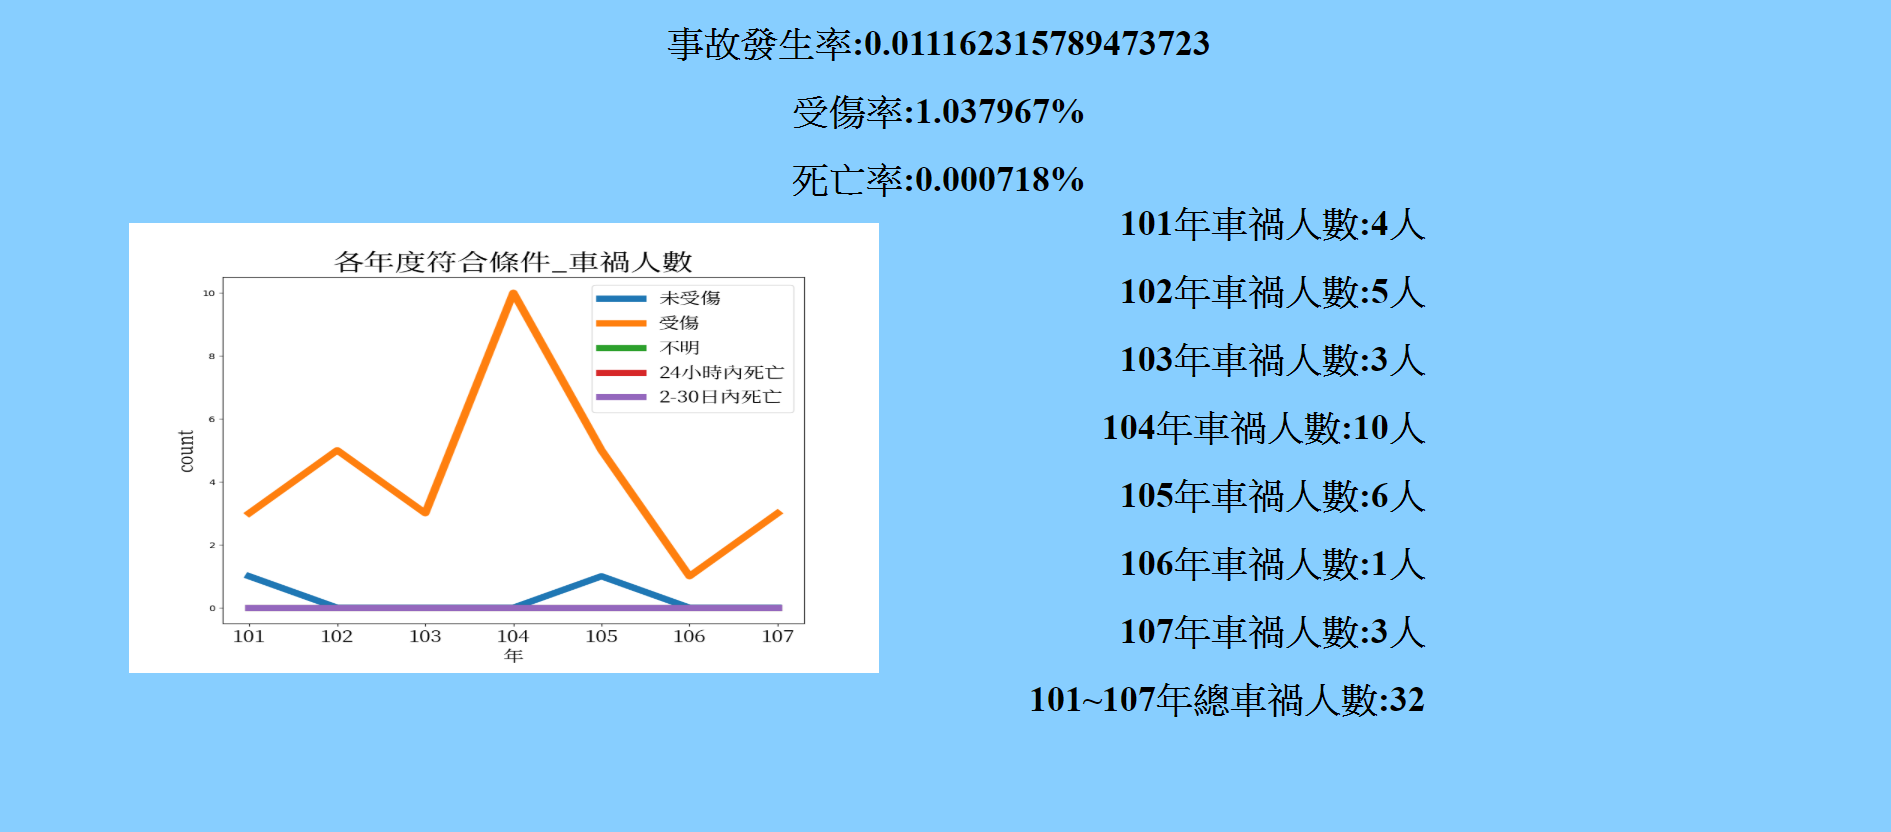 事故發生率:0.011162315789473723
受傷率:1.037967%
死亡率:0.000718%
各年度符合條件_車禍人數
10
8
6
4
2
0
count
未受傷
受傷
不明
24小時內死亡
2-30日內死亡
101 102 103 104 105 106 107
年
101年車禍人數:4人
102年車禍人數:5人
103年車禍人數:3人
104年車禍人數:10人
105年車禍人數:6人
106年車禍人數:1人
107年車禍人數:3人
101~107年總車禍人數:32